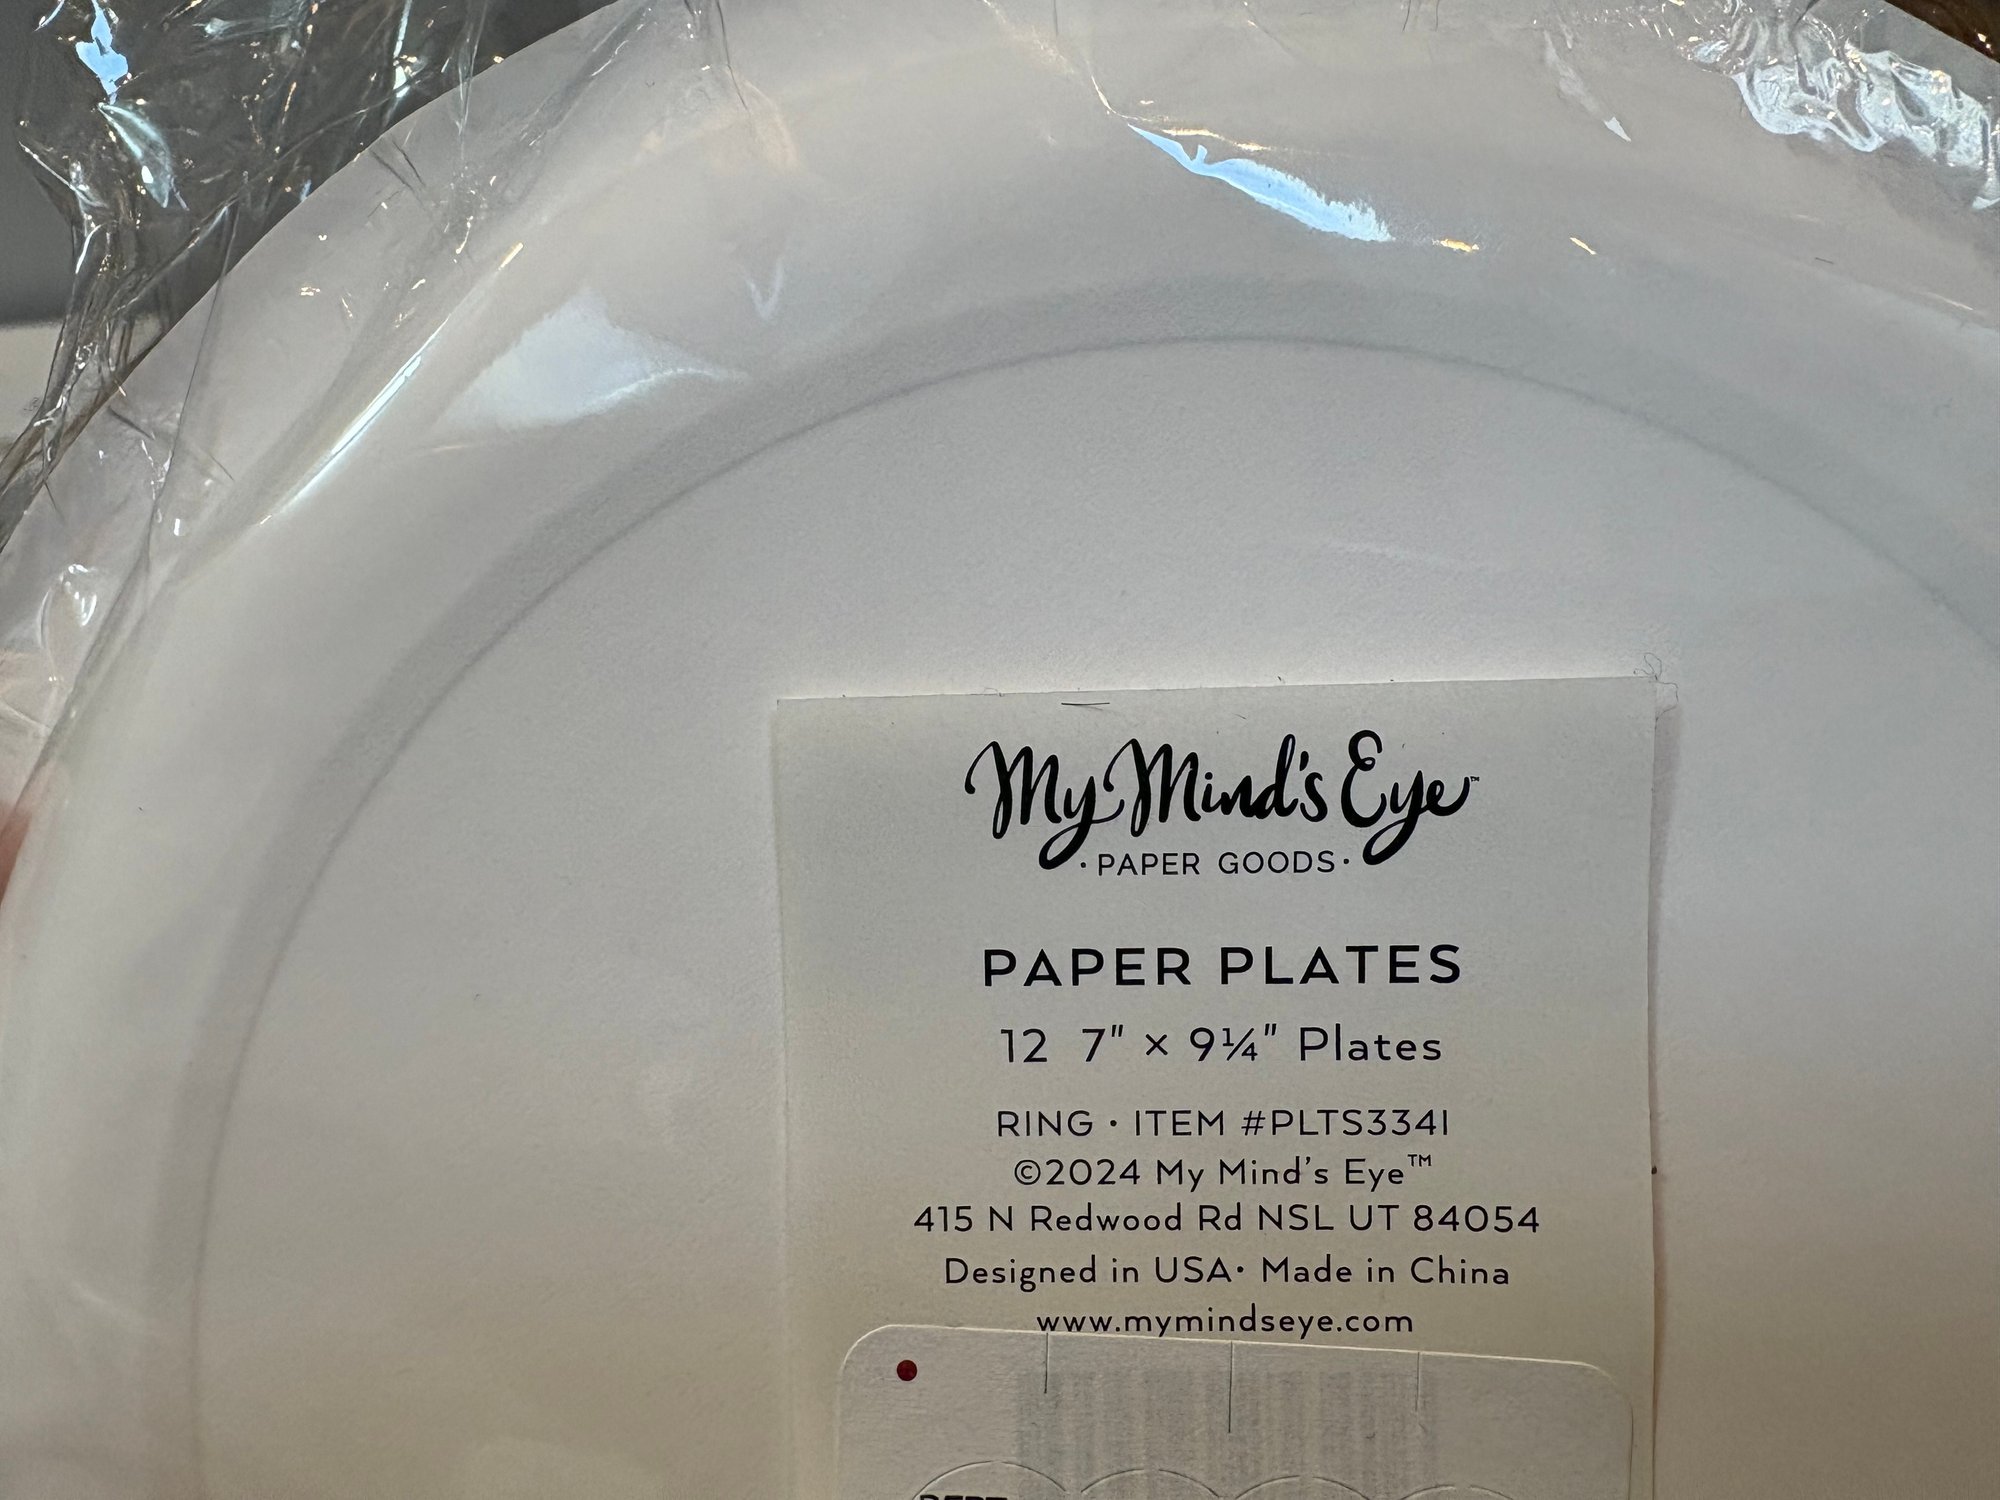 My Mind's Eye™
· PAPER GOODS ·
PAPER PLATES
12 7" × 9¼" Plates
RING · ITEM #PLTS334I
©2024 My Mind's Eye™
415 N Redwood Rd NSL UT 84054
Designed in USA· Made in China
www.mymindseye.com